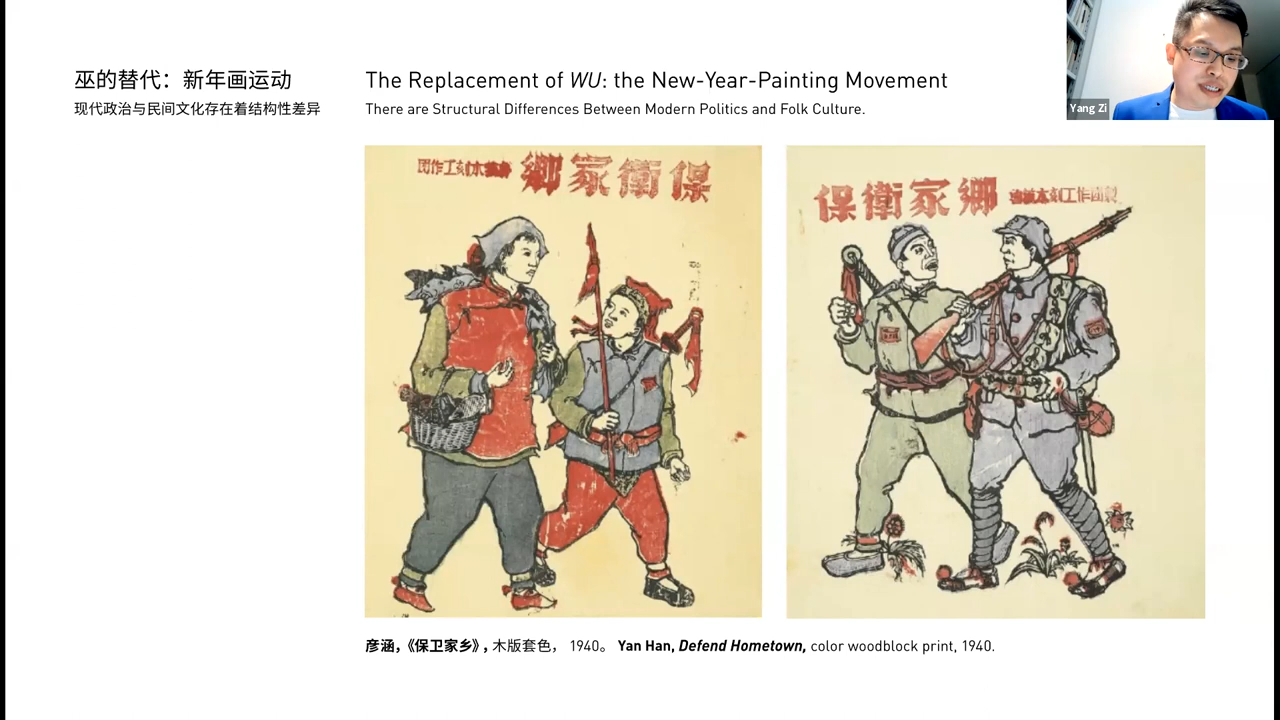 巫的替代：新年画运动
现代政治与民间文化存在着结构性差异
The Replacement of WU: the New-Year-Painting Movement
There are Structural Differences Between Modern Politics and Folk Culture.
Yang Zi
鄉家衛保
保衛家鄉
彦涵,《保卫家乡》, 木版套色， 1940。 Yan Han, Defend Hometown, color woodblock print, 1940.